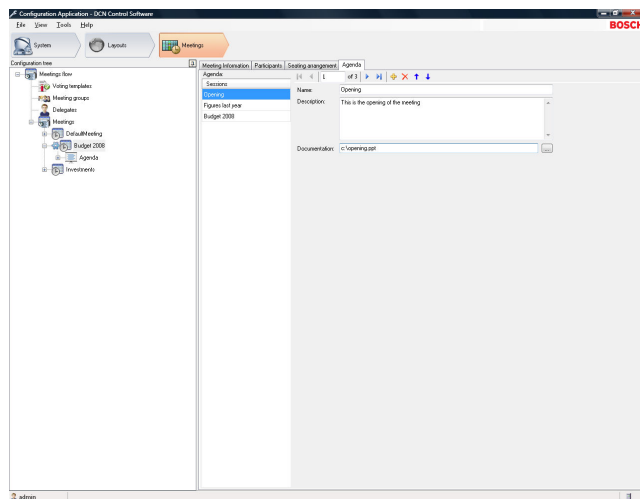 Configuration Application - DCN Control Software
File View Tools Help
BOSCH
System Layouts Meetings
Configuration tree
Meetings flow
Voting templates
Meeting groups
Delegates
Meetings
DefaultMeeting
Budget 2008
Agenda
Investments
Meeting Information Participants Seating arrangement Agenda
Agenda:
Sessions
Opening
Figures last year
Budget 2008
1 of 3
Name: Opening
Description: This is the opening of the meeting
Documentation: c:\opening.ppt ...
admin